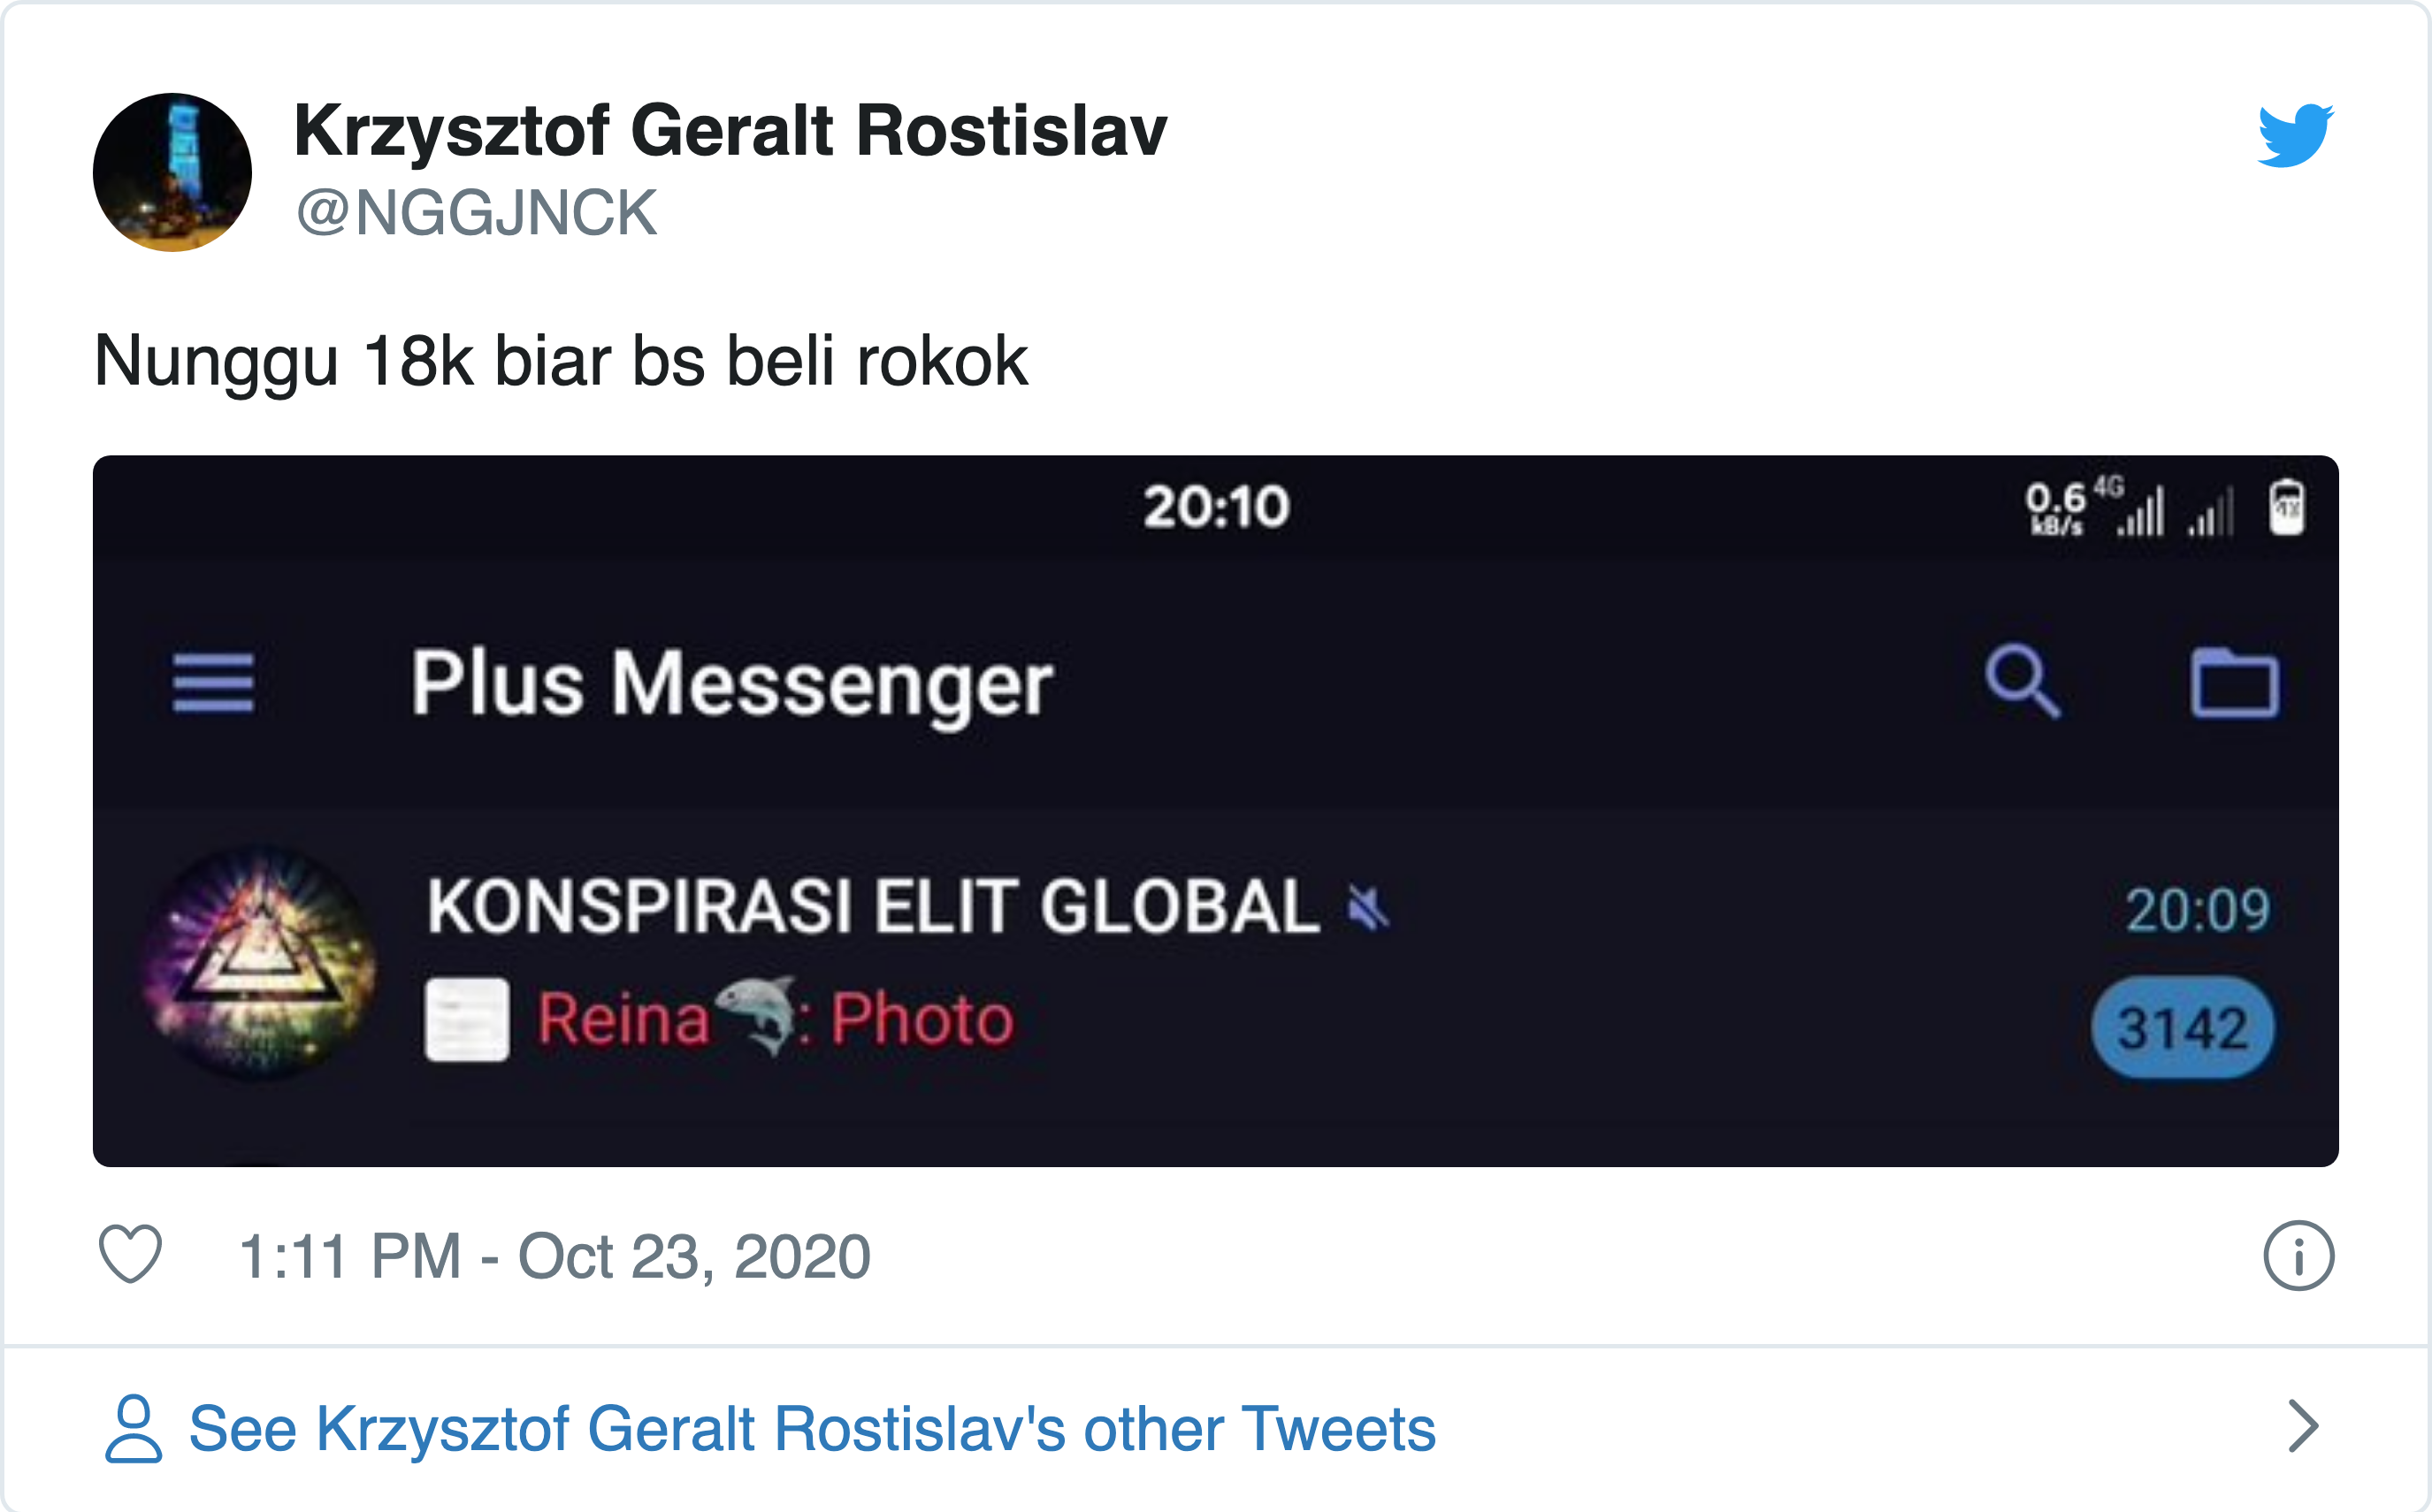 Krzysztof Geralt Rostislav
@NGGJNCK
Nunggu 18k biar bs beli rokok
20:10
0.6 4G
kB/s
Plus Messenger
KONSPIRASI ELIT GLOBAL
20:09
Reina🦈: Photo
3142
1:11 PM - Oct 23, 2020
See Krzysztof Geralt Rostislav's other Tweets